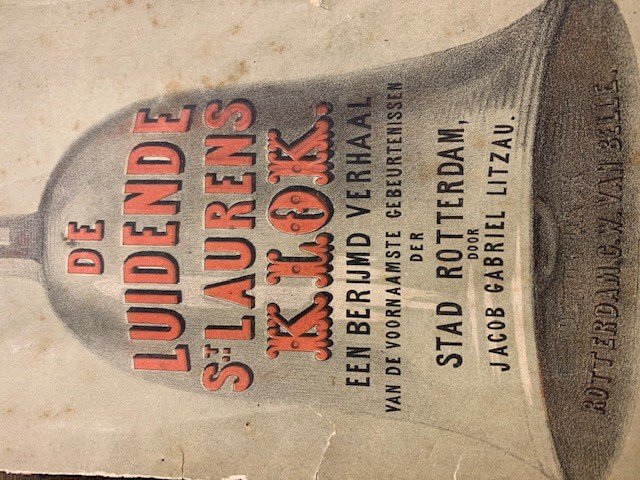 DE
LUIDENDE
ST. LAURENS
KLOK.
EEN BERIJMD VERHAAL
VAN DE VOORNAAMSTE GEBEURTENISSEN
DER
STAD ROTTERDAM,
DOOR
JACOB GABRIEL LITZAU.
ROTTERDAM. G.W. VAN BELLE.